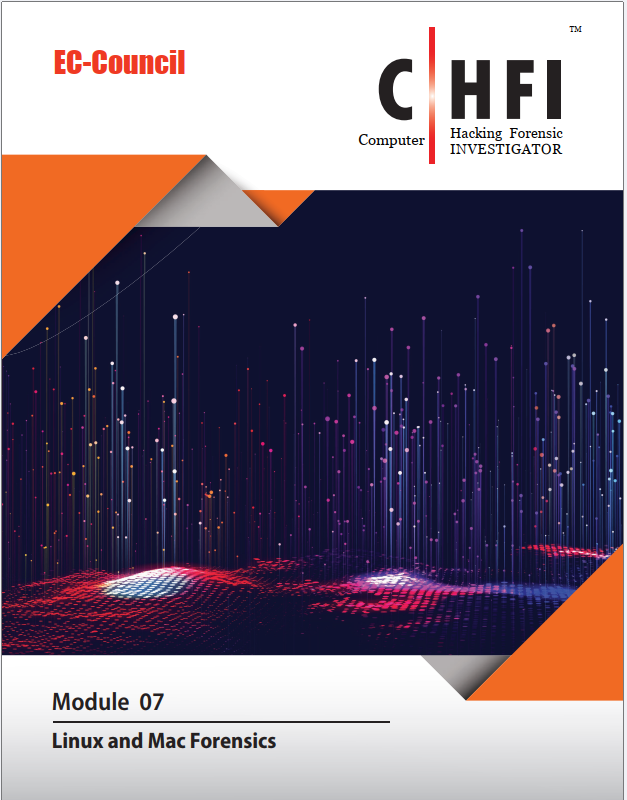 EC-Council
TM
C HFI
Computer
Hacking Forensic
INVESTIGATOR
Module 07
Linux and Mac Forensics